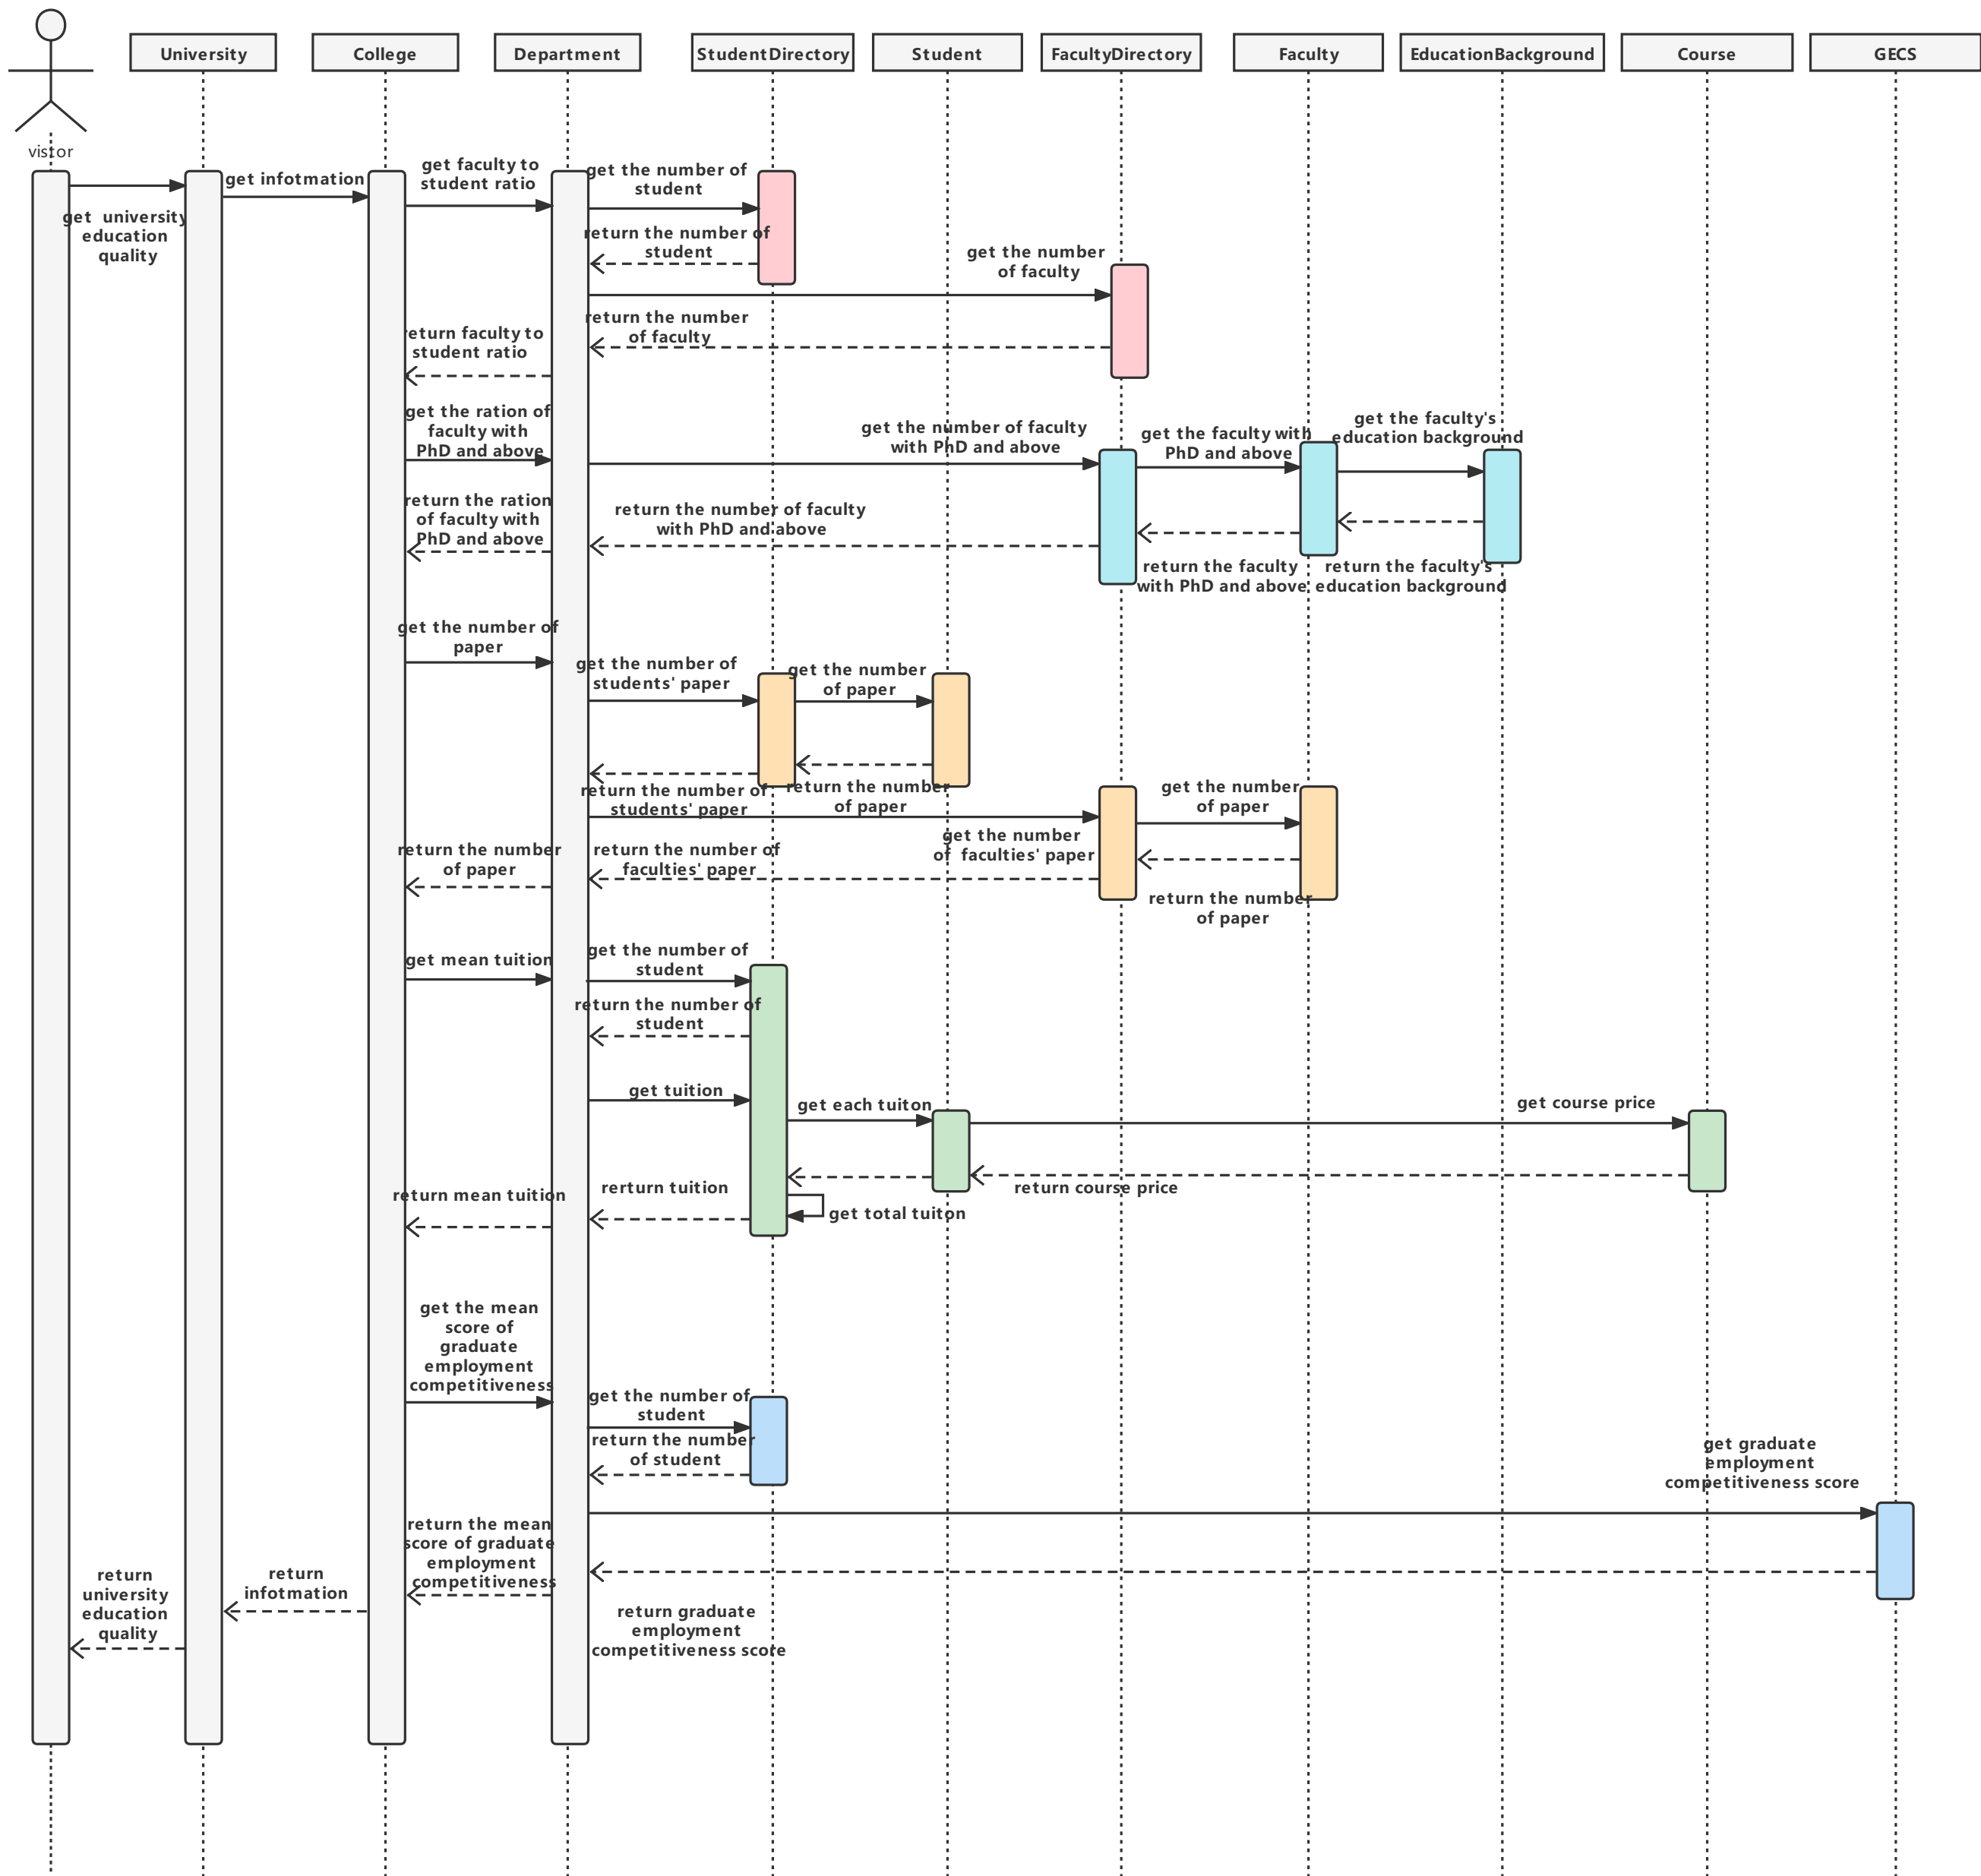 University
College
Department
StudentDirectory
Student
FacultyDirectory
Faculty
EducationBackground
Course
GECS
vistor
get infotmation
get university
education
quality
get faculty to
student ratio
get the number of
student
return the number of
student
get the number
of faculty
return the number
of faculty
return faculty to
student ratio
get the ration of
faculty with
PhD and above
get the number of faculty
with PhD and above
get the faculty with
PhD and above
get the faculty's
education background
return the ration
of faculty with
PhD and above
return the number of faculty
with PhD and above
return the faculty
with PhD and above
return the faculty's
education background
get the number of
paper
get the number of
students' paper
get the number
of paper
return the number of
students' paper
return the number
of paper
get the number
of paper
get the number
of faculties' paper
return the number
of paper
return the number of
faculties' paper
return the number
of paper
get mean tuition
get the number of
student
return the number of
student
get tuition
get each tuiton
get course price
return course price
rerturn tuition
return mean tuition
get total tuiton
get the mean
score of
graduate
employment
competitiveness
get the number of
student
return the number
of student
get graduate
employment
competitiveness score
return the mean
score of graduate
employment
competitiveness
return
infotmation
return
university
education
quality
return graduate
employment
competitiveness score